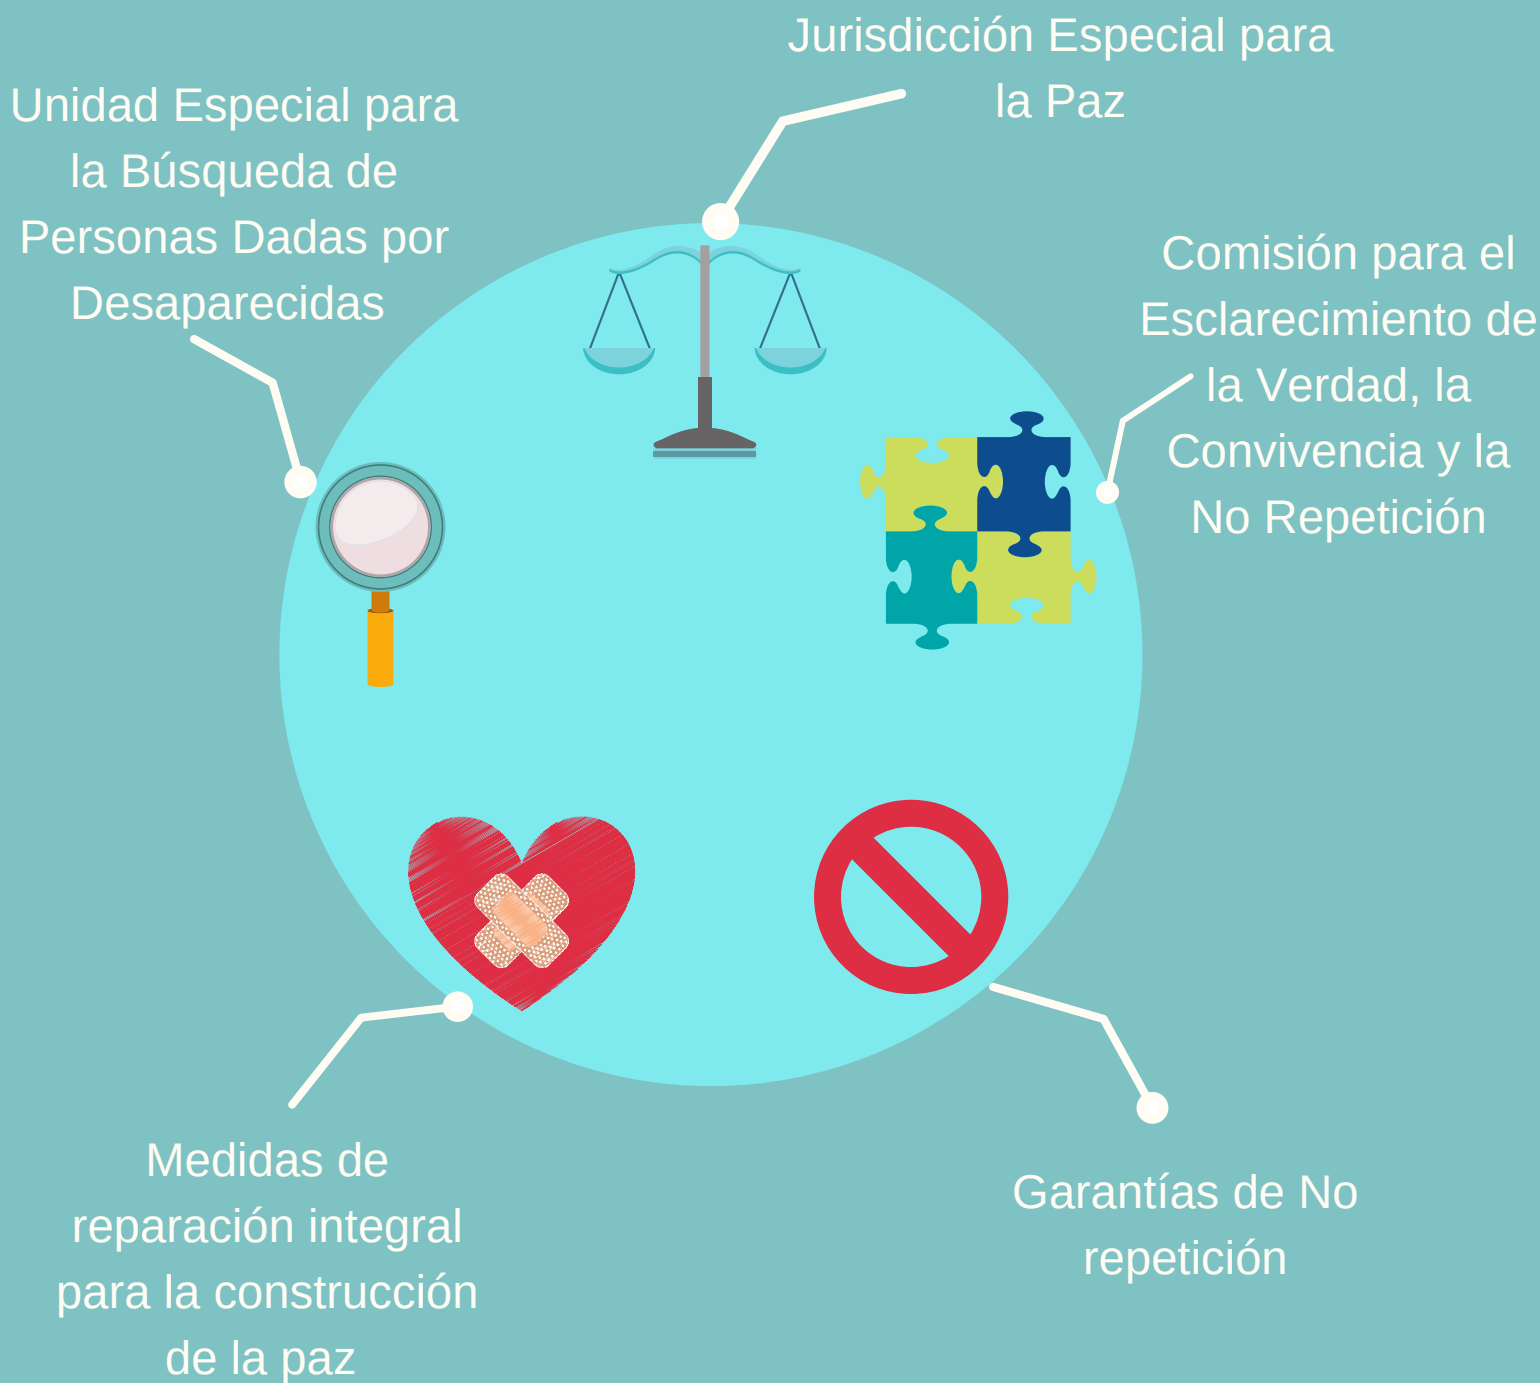 Jurisdicción Especial para
la Paz
Unidad Especial para
la Búsqueda de
Personas Dadas por
Desaparecidas
Comisión para el
Esclarecimiento de
la Verdad, la
Convivencia y la
No Repetición
Medidas de
reparación integral
para la construcción
de la paz
Garantías de No
repetición